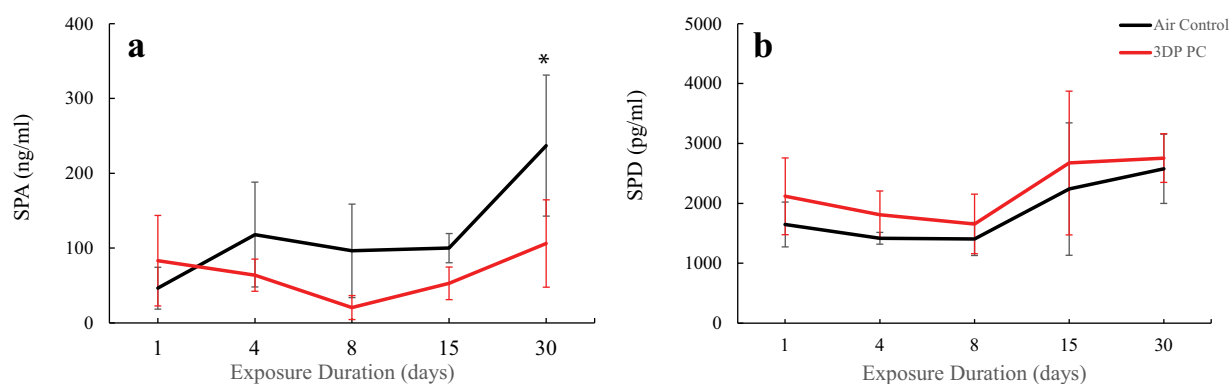 a
SPA (ng/ml)
400
300
200
100
0
*
1 4 8 15 30
Exposure Duration (days)
b
SPD (pg/ml)
5000
4000
3000
2000
1000
0
Air Control
3DP PC
1 4 8 15 30
Exposure Duration (days)